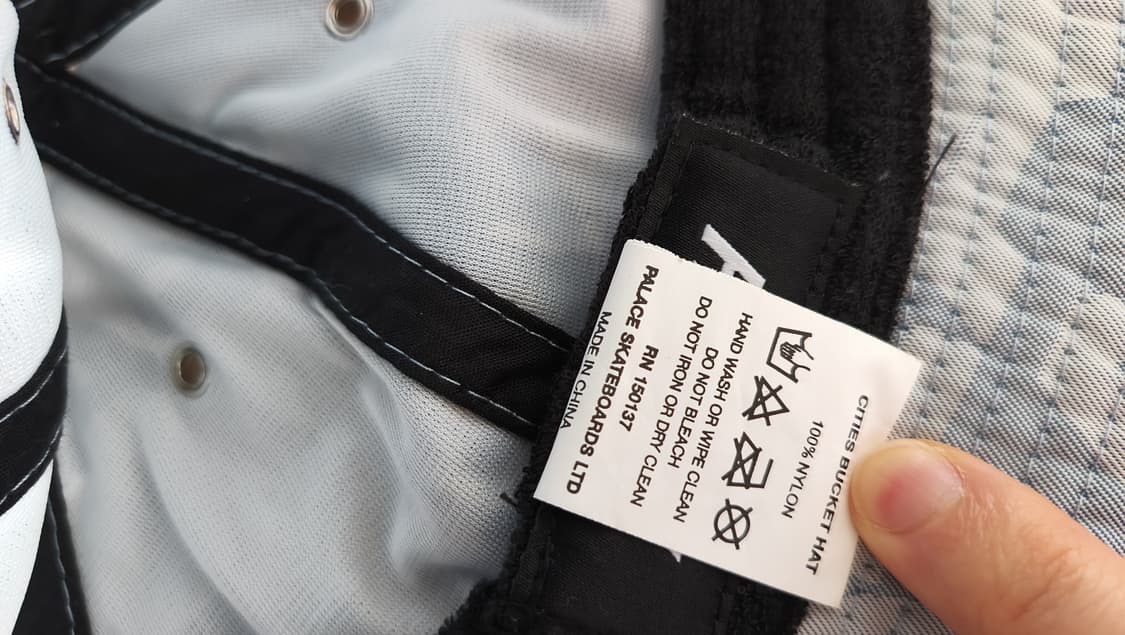 CITIES BUCKET HAT
100% NYLON
HAND WASH OR WIPE CLEAN
DO NOT BLEACH
DO NOT IRON OR DRY CLEAN
RN 150137
PALACE SKATEBOARDS LTD
MADE IN CHINA